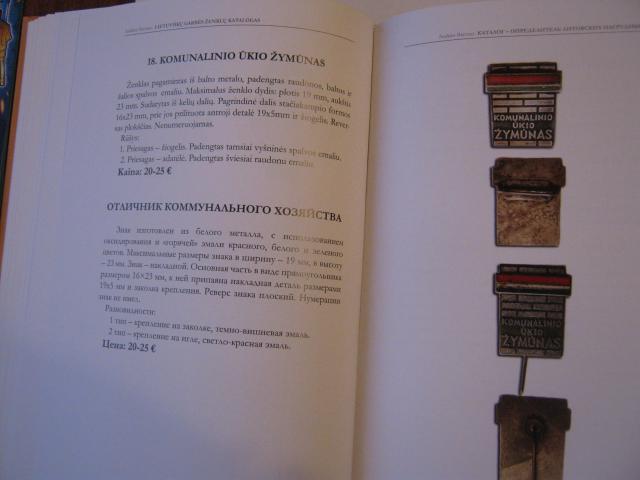 LIETUVIŠKŲ GARBĖS ŽENKLŲ KATALOGAS
18. KOMUNALINIO ŪKIO ŽYMŪNAS
Ženklas pagamintas iš balto metalo, padengtas raudonos, baltos ir
žalios spalvos emaliu. Maksimalus ženklo dydis: plotis 19 mm, aukštis
23 mm. Sudarytas iš kelių dalių. Pagrindinė dalis stačiakampio formos
16x23 mm, prie jos prilituota antroji detalė 19x5mm ir žiogelis. Rever-
sas plokščias. Nenumeruojamas.
Rūšys:
1. Prisegas – žiogelis. Padengtas tamsiai vyšninės spalvos emaliu.
2. Prisegas – adatėlė. Padengtas šviesiai raudonu emaliu.
Kaina: 20-25 €
ОТЛИЧНИК КОММУНАЛЬНОГО ХОЗЯЙСТВА
Знак изготовлен из белого металла, с использованием
оксидирования и «горячей» эмали красного, белого и зеленого
цветов. Максимальные размеры знака в ширину – 19 мм, в высоту
– 23 мм. Знак – накладной. Основная часть в виде прямоугольника
размером 16×23 мм, к ней припаяна накладная деталь размерами
19x5 мм и заколка крепления. Реверс знака плоский. Нумерации
знак не имел.
Разновидности:
1 тип – крепление на заколке, темно-вишневая эмаль.
2 тип – крепление на игле, светло-красная эмаль.
Цена: 20-25 €
КАТАЛОГ – ОПРЕДЕЛИТЕЛЬ ЛИТОВСКИХ
KOMUNALINIO
ŪKIO
ŽYMŪNAS
KOMUNALINIO
ŪKIO
ŽYMŪNAS